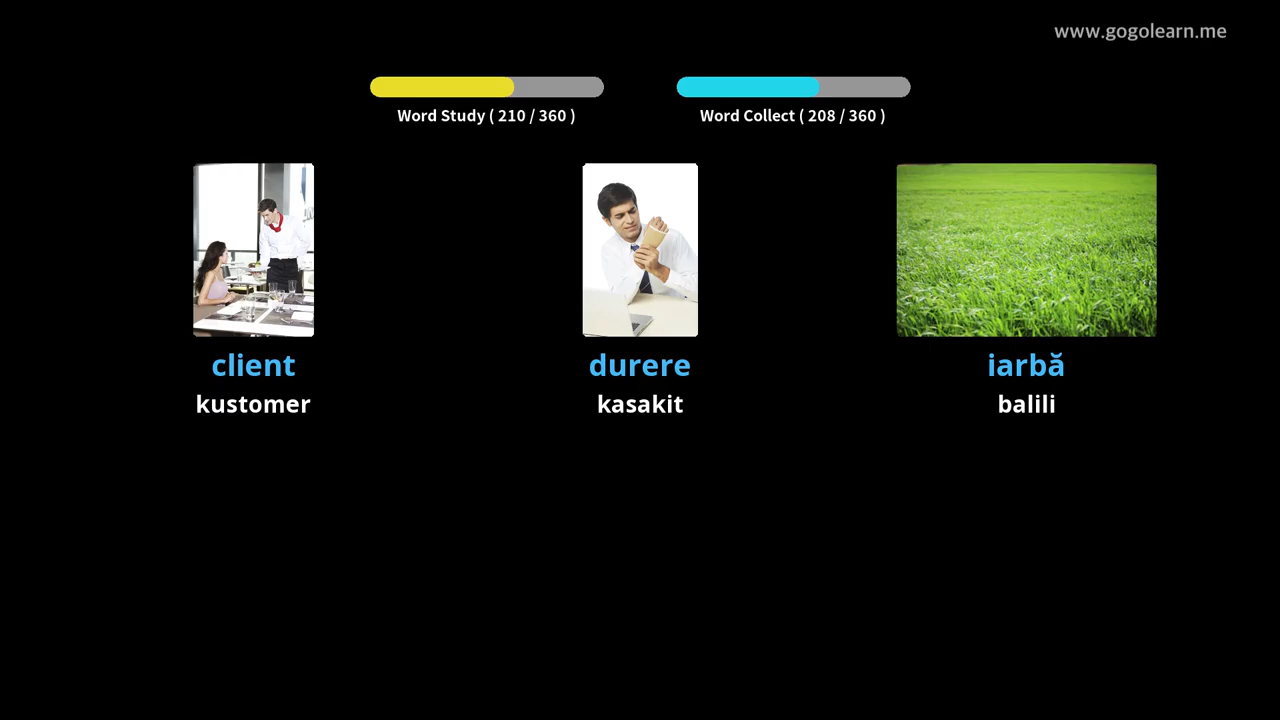 www.gogolearn.me
Word Study ( 210 / 360 )
Word Collect ( 208 / 360 )
client
kustomer
durere
kasakit
iarbă
balili